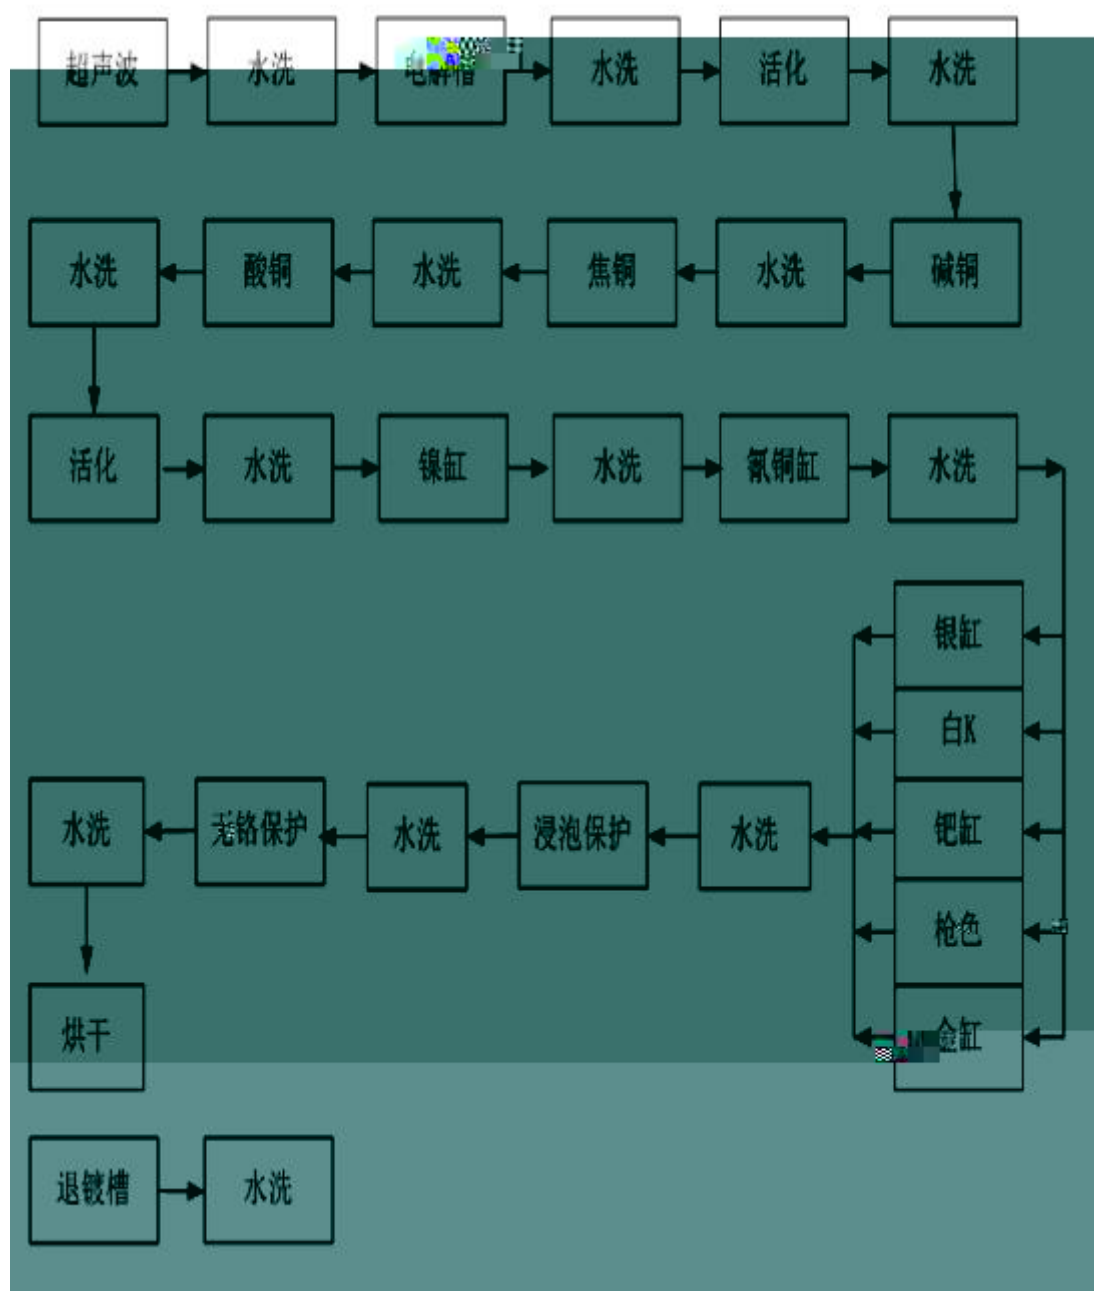 超声波 水洗 电解槽 水洗 活化 水洗
水洗 酸铜 水洗 焦铜 水洗 碱铜
活化 水洗 镍缸 水洗 氰铜缸 水洗
银缸
白K
水洗 无铬保护 水洗 浸泡保护 水洗 钯缸
枪色
烘干 金缸
退镀槽 水洗